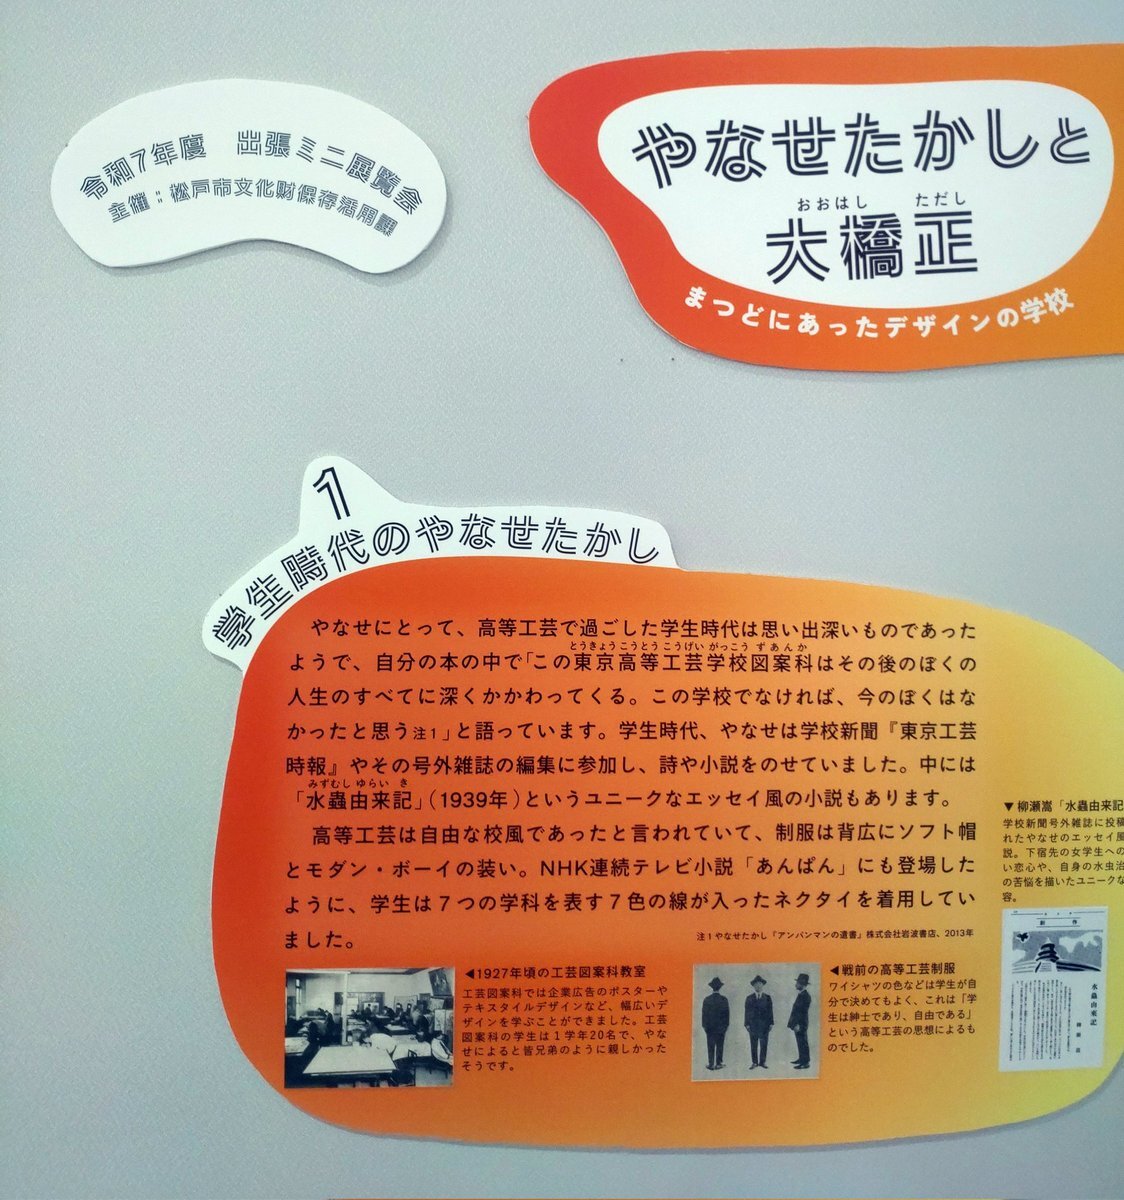 令和7年度 出張ミニ展覧会
主催：松戸市文化財保存活用課
やなせたかしと
おおはし ただし
大橋正
まつどにあったデザインの学校
1
学生時代のやなせたかし
やなせにとって、高等工芸で過ごした学生時代は思い出深いものであった
とうきょうこうとうこうげいがっこうずあんか
ようで、自分の本の中で「この東京高等工芸学校図案科はその後のぼくの
人生のすべてに深くかかわってくる。この学校でなければ、今のぼくはな
かったと思う注1」と語っています。学生時代、やなせは学校新聞『東京工芸
時報』やその号外雑誌の編集に参加し、詩や小説をのせていました。中には
みずむしゆらいき
「水蟲由来記」（1939年）というユニークなエッセイ風の小説もあります。
高等工芸は自由な校風であったと言われていて、制服は背広にソフト帽
とモダン・ボーイの装い。NHK連続テレビ小説「あんぱん」にも登場した
ように、学生は7つの学科を表す7色の線が入ったネクタイを着用してい
ました。
注1やなせたかし『アンパンマンの遺書』株式会社岩波書店、2013年
◀1927年頃の工芸図案科教室
工芸図案科では企業広告のポスターや
テキスタイルデザインなど、幅広いデ
ザインを学ぶことができました。工芸
図案科の学生は1学年20名で、やな
せによると皆兄弟のように親しかった
そうです。
◀戦前の高等工芸制服
ワイシャツの色などは学生が自
分で決めてもよく、これは「学
生は紳士であり、自由である」
という高等工芸の思想によるも
のでした。
▼柳瀬嵩「水蟲由来記
学校新聞号外雑誌に投稿
れたやなせのエッセイ風
説。下宿先の女学生への
い恋心や、自身の水虫治
の苦悩を描いたユニークな
容。
創作
水蟲由来記
柳瀬嵩